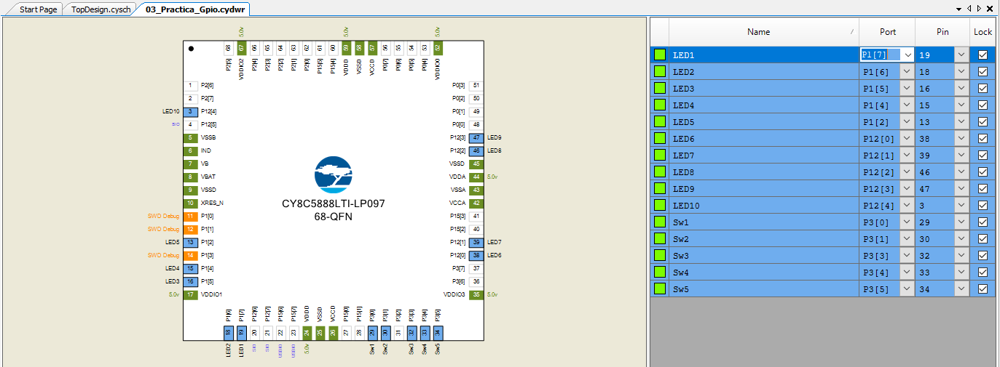 Start Page TopDesign.cysch 03_Practica_Gpio.cydwr
5.0v 5.0v 5.0v
68 67 66 65 64 63 62 61 60 59 58 57 56 55 54 53 52
P2[5] VDDIO2 P2[4] P2[3] P2[2] P2[1] P2[0] P15[5] P15[4] VDDD VSSD VCCD P0[7] P0[6] P0[5] P0[4] VDDIO0
1 P2[6] P0[3] 51
2 P2[7] P0[2] 50
LED10 3 P12[4] P0[1] 49
SIO 4 P12[5] P0[0] 48
5 VSSB P12[3] 47 LED9
6 IND P12[2] 46 LED8
7 VB VSSD 45
8 VBAT VDDA 44 5.0v
9 VSSD VSSA 43
10 XRES_N VCCA 42
CY8C5888LTI-LP097
68-QFN
SWD Debug 11 P1[0] P15[3] 41
SWD Debug 12 P1[1] P15[2] 40
LED5 13 P1[2] P12[1] 39 LED7
SWD Debug 14 P1[3] P12[0] 38 LED6
LED4 15 P1[4] P3[7] 37
LED3 16 P1[5] P3[6] 36
5.0v 17 VDDIO1 VDDIO3 35 5.0v
P1[6] P1[7] P12[6] P12[7] P15[6] P15[7] VDDD VSSD VCCD P15[0] P15[1] P3[0] P3[1] P3[2] P3[3] P3[4] P3[5]
18 19 20 21 22 23 24 25 26 27 28 29 30 31 32 33 34
LED2 LED1 SIO SIO USBIO USBIO 5.0v Sw1 Sw2 Sw3 Sw4 Sw5
Name Port Pin Lock
LED1 P1[7] 19
LED2 P1[6] 18
LED3 P1[5] 16
LED4 P1[4] 15
LED5 P1[2] 13
LED6 P12[0] 38
LED7 P12[1] 39
LED8 P12[2] 46
LED9 P12[3] 47
LED10 P12[4] 3
Sw1 P3[0] 29
Sw2 P3[1] 30
Sw3 P3[3] 32
Sw4 P3[4] 33
Sw5 P3[5] 34